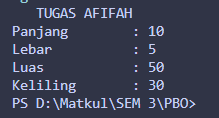 TUGAS AFIFAH
Panjang : 10
Lebar : 5
Luas : 50
Keliling : 30
PS D:\Matkul\SEM 3\PBO>